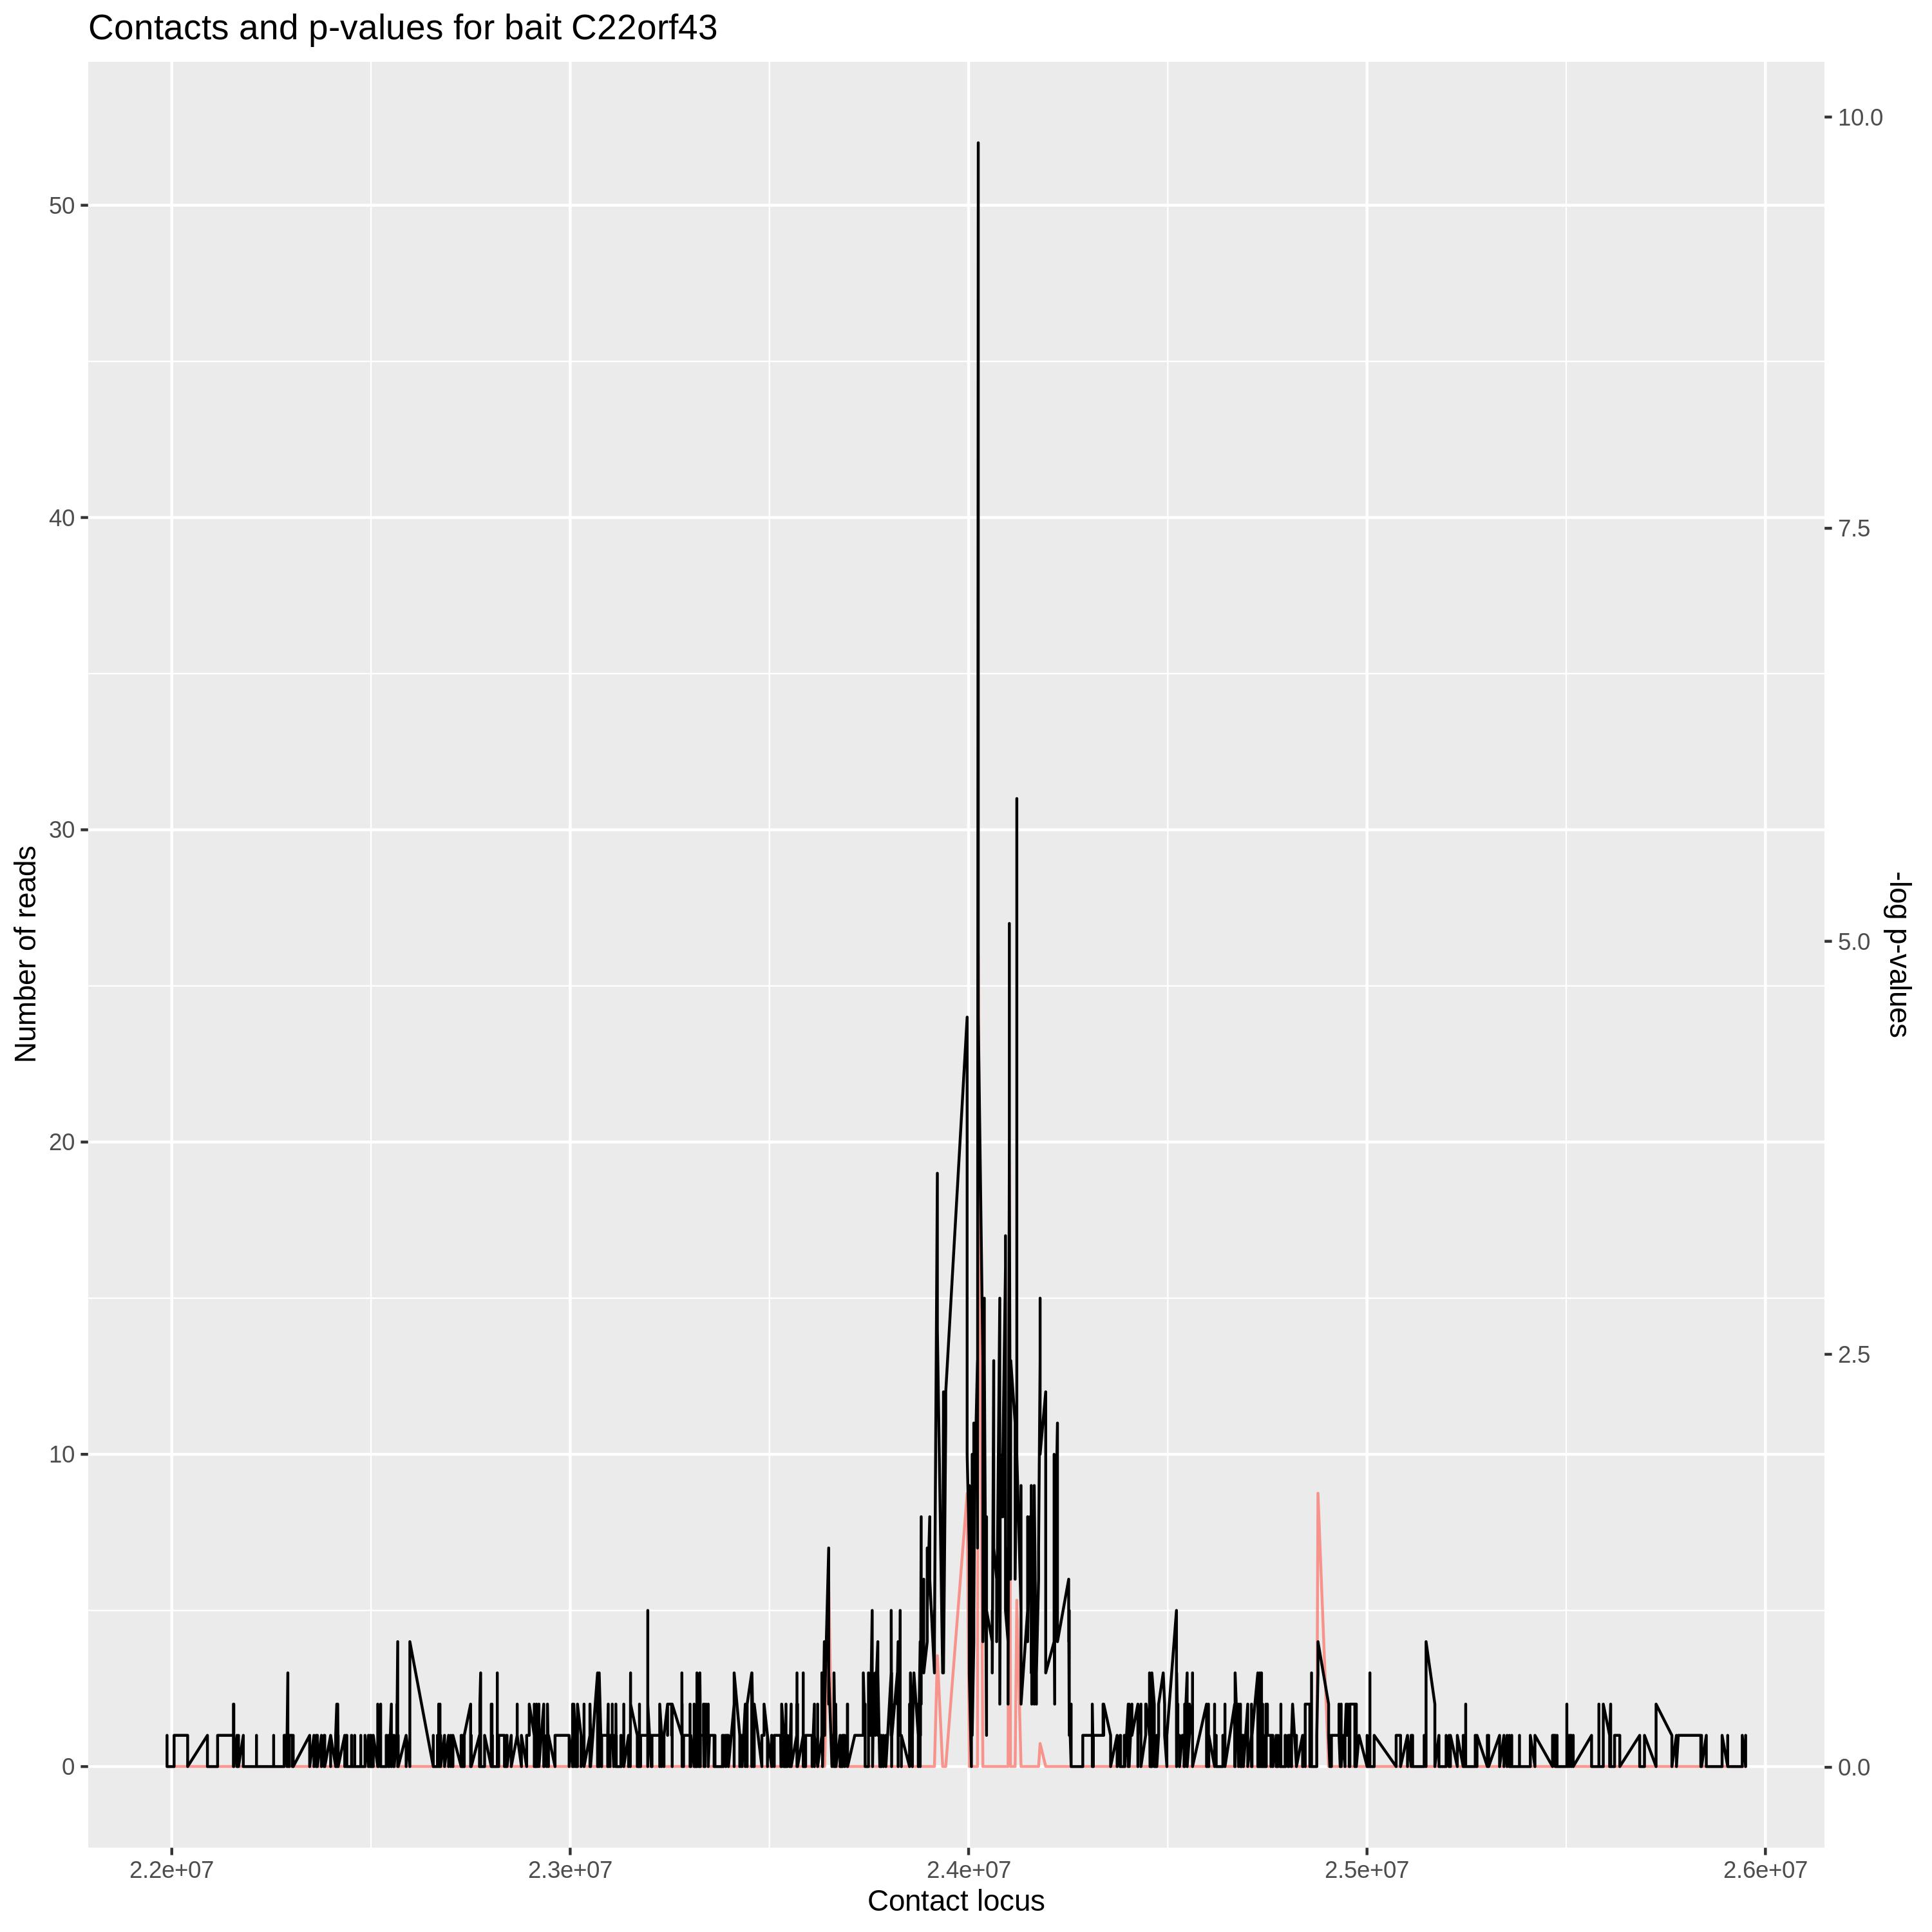 Contacts and p-values for bait C22orf43
50
40
30
20
10
0
Number of reads
10.0
7.5
5.0
2.5
0.0
-log p-values
2.2e+07
2.3e+07
2.4e+07
2.5e+07
2.6e+07
Contact locus